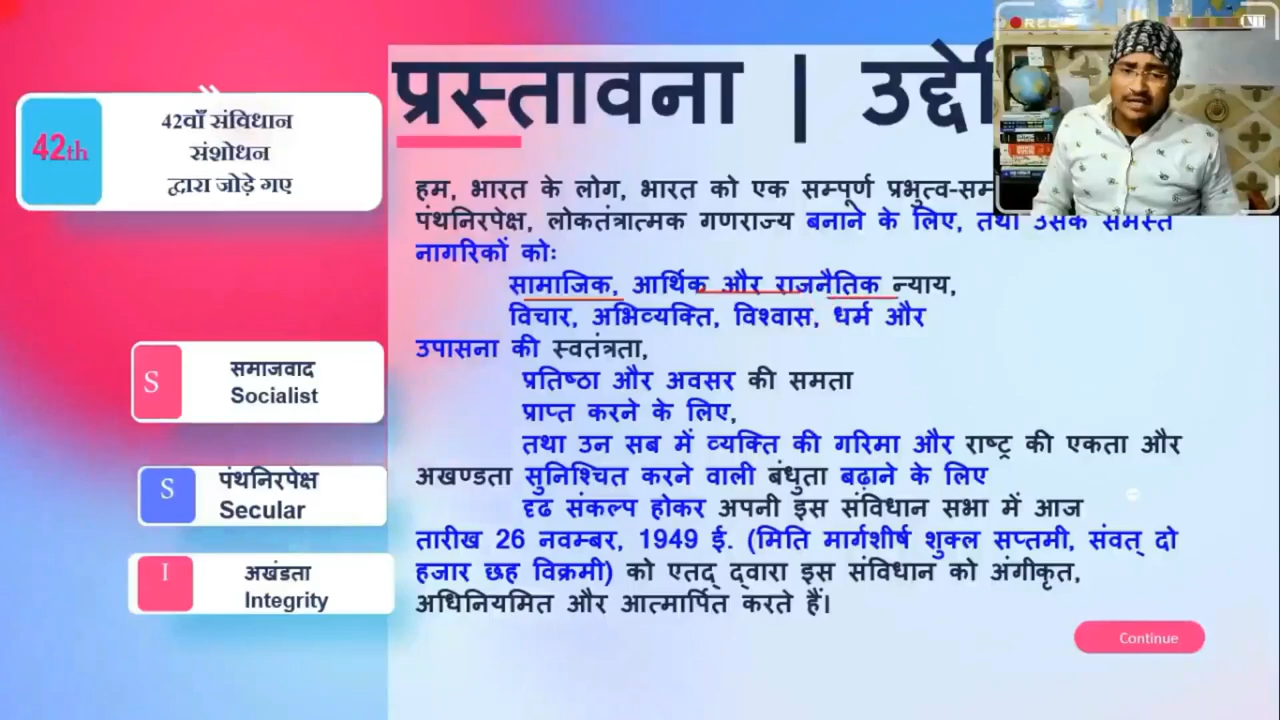 प्रस्तावना |
42th
42वाँ संविधान
संशोधन
द्वारा जोड़े गए
हम, भारत के लोग, भारत को एक सम्पूर्ण
पंथनिरपेक्ष, लोकतंत्रात्मक गणराज्य बनाने के लिए, तथा उसके समस्त
नागरिकों को:
सामाजिक, आर्थिक और राजनैतिक न्याय,
विचार, अभिव्यक्ति, विश्वास, धर्म और
उपासना की स्वतंत्रता,
प्रतिष्ठा और अवसर की समता
प्राप्त करने के लिए,
तथा उन सब में व्यक्ति की गरिमा और राष्ट्र की एकता और
अखण्डता सुनिश्चित करने वाली बंधुता बढ़ाने के लिए
दृढ संकल्प होकर अपनी इस संविधान सभा में आज
तारीख 26 नवम्बर, 1949 ई. (मिति मार्गशीर्ष शुक्ल सप्तमी, संवत् दो
हजार छह विक्रमी) को एतद् द्वारा इस संविधान को अंगीकृत,
अधिनियमित और आत्मार्पित करते हैं।
S
समाजवाद
Socialist
S
पंथनिरपेक्ष
Secular
I
अखंडता
Integrity
Continue